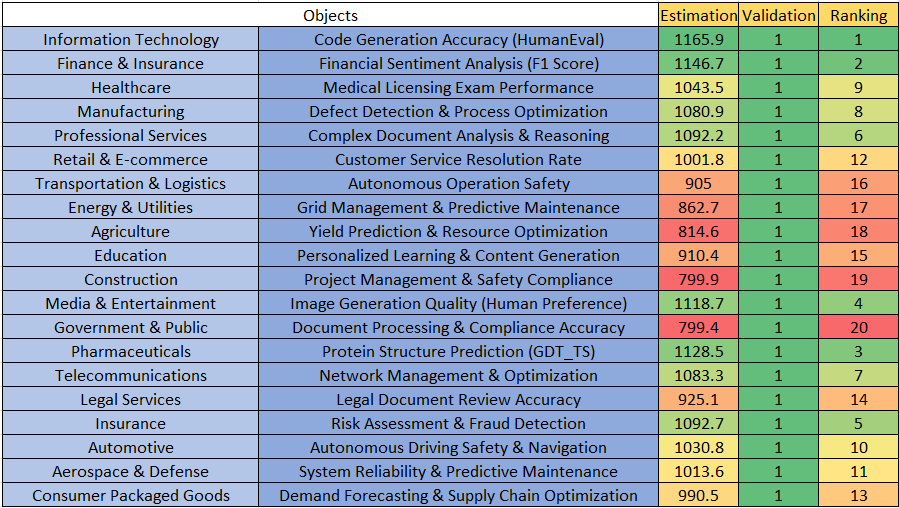 Objects Estimation Validation Ranking
Information Technology Code Generation Accuracy (HumanEval) 1165.9 1 1
Finance & Insurance Financial Sentiment Analysis (F1 Score) 1146.7 1 2
Healthcare Medical Licensing Exam Performance 1043.5 1 9
Manufacturing Defect Detection & Process Optimization 1080.9 1 8
Professional Services Complex Document Analysis & Reasoning 1092.2 1 6
Retail & E-commerce Customer Service Resolution Rate 1001.8 1 12
Transportation & Logistics Autonomous Operation Safety 905 1 16
Energy & Utilities Grid Management & Predictive Maintenance 862.7 1 17
Agriculture Yield Prediction & Resource Optimization 814.6 1 18
Education Personalized Learning & Content Generation 910.4 1 15
Construction Project Management & Safety Compliance 799.9 1 19
Media & Entertainment Image Generation Quality (Human Preference) 1118.7 1 4
Government & Public Document Processing & Compliance Accuracy 799.4 1 20
Pharmaceuticals Protein Structure Prediction (GDT_TS) 1128.5 1 3
Telecommunications Network Management & Optimization 1083.3 1 7
Legal Services Legal Document Review Accuracy 925.1 1 14
Insurance Risk Assessment & Fraud Detection 1092.7 1 5
Automotive Autonomous Driving Safety & Navigation 1030.8 1 10
Aerospace & Defense System Reliability & Predictive Maintenance 1013.6 1 11
Consumer Packaged Goods Demand Forecasting & Supply Chain Optimization 990.5 1 13